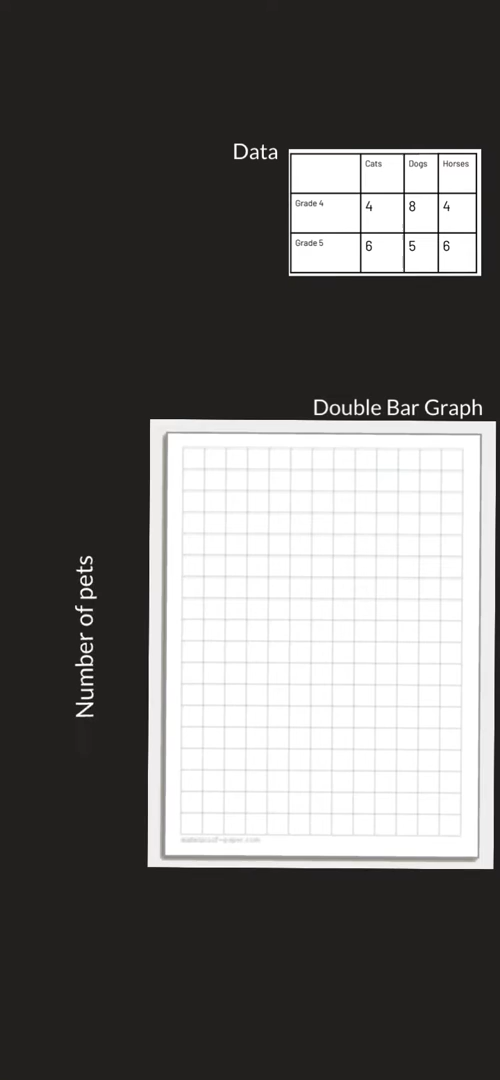 Data
Cats Dogs Horses
Grade 4 4 8 4
Grade 5 6 5 6
Double Bar Graph
Number of pets